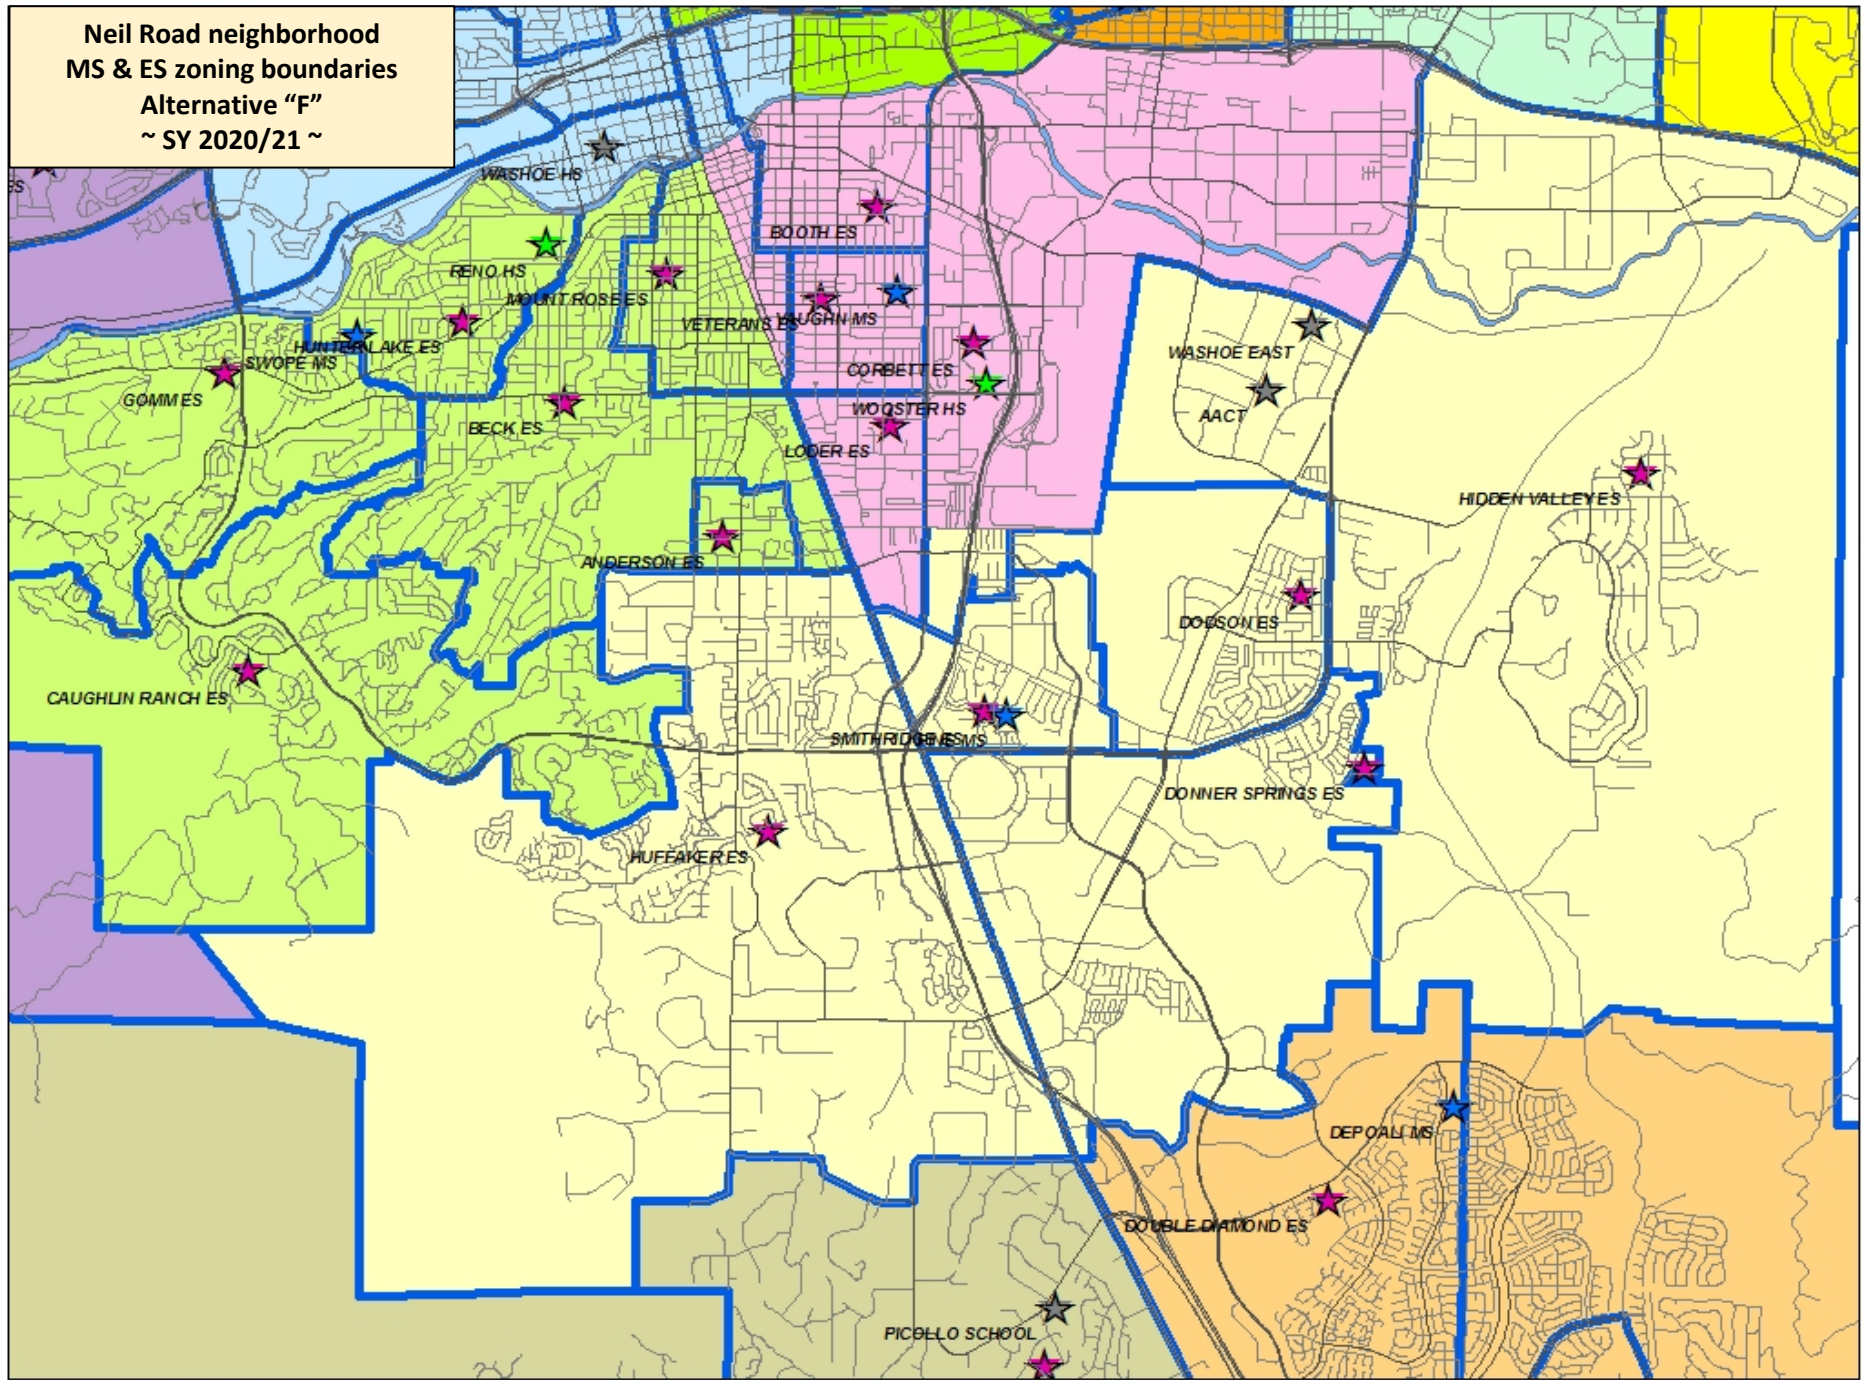 Neil Road neighborhood
MS & ES zoning boundaries
Alternative “F”
~ SY 2020/21 ~
ES
WASHOE HS
BOOTH ES
RENO HS
MOUNT ROSE ES
VETERANS ES
VAUGHN MS
HUNTER LAKE ES
SWOPE MS
WASHOE EAST
CORBETT ES
GOMM ES
WOOSTER HS
AACT
BECK ES
LODER ES
HIDDEN VALLEY ES
ANDERSON ES
DODSON ES
CAUGHLIN RANCH ES
SMITHRIDGE ES
MS
DONNER SPRINGS ES
HUFFAKER ES
DEPOALI MS
DOUBLE DIAMOND ES
PICOLLO SCHOOL